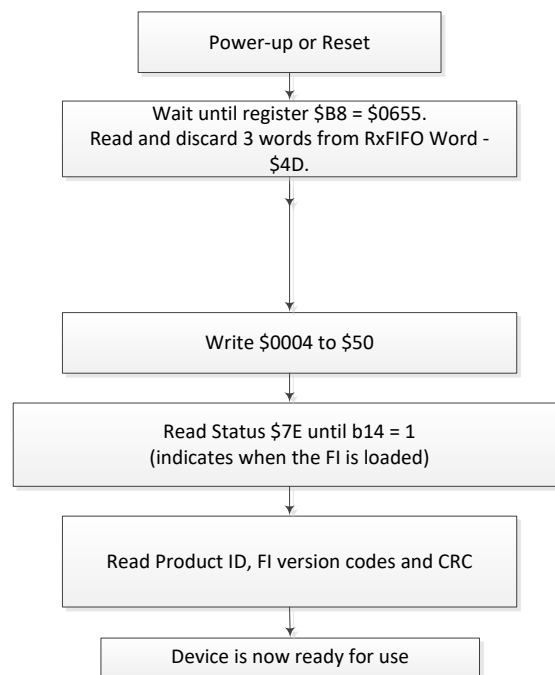 Power-up or Reset
Wait until register $B8 = $0655.
Read and discard 3 words from RxFIFO Word -
$4D.
Write $0004 to $50
Read Status $7E until b14 = 1
(indicates when the FI is loaded)
Read Product ID, FI version codes and CRC
Device is now ready for use